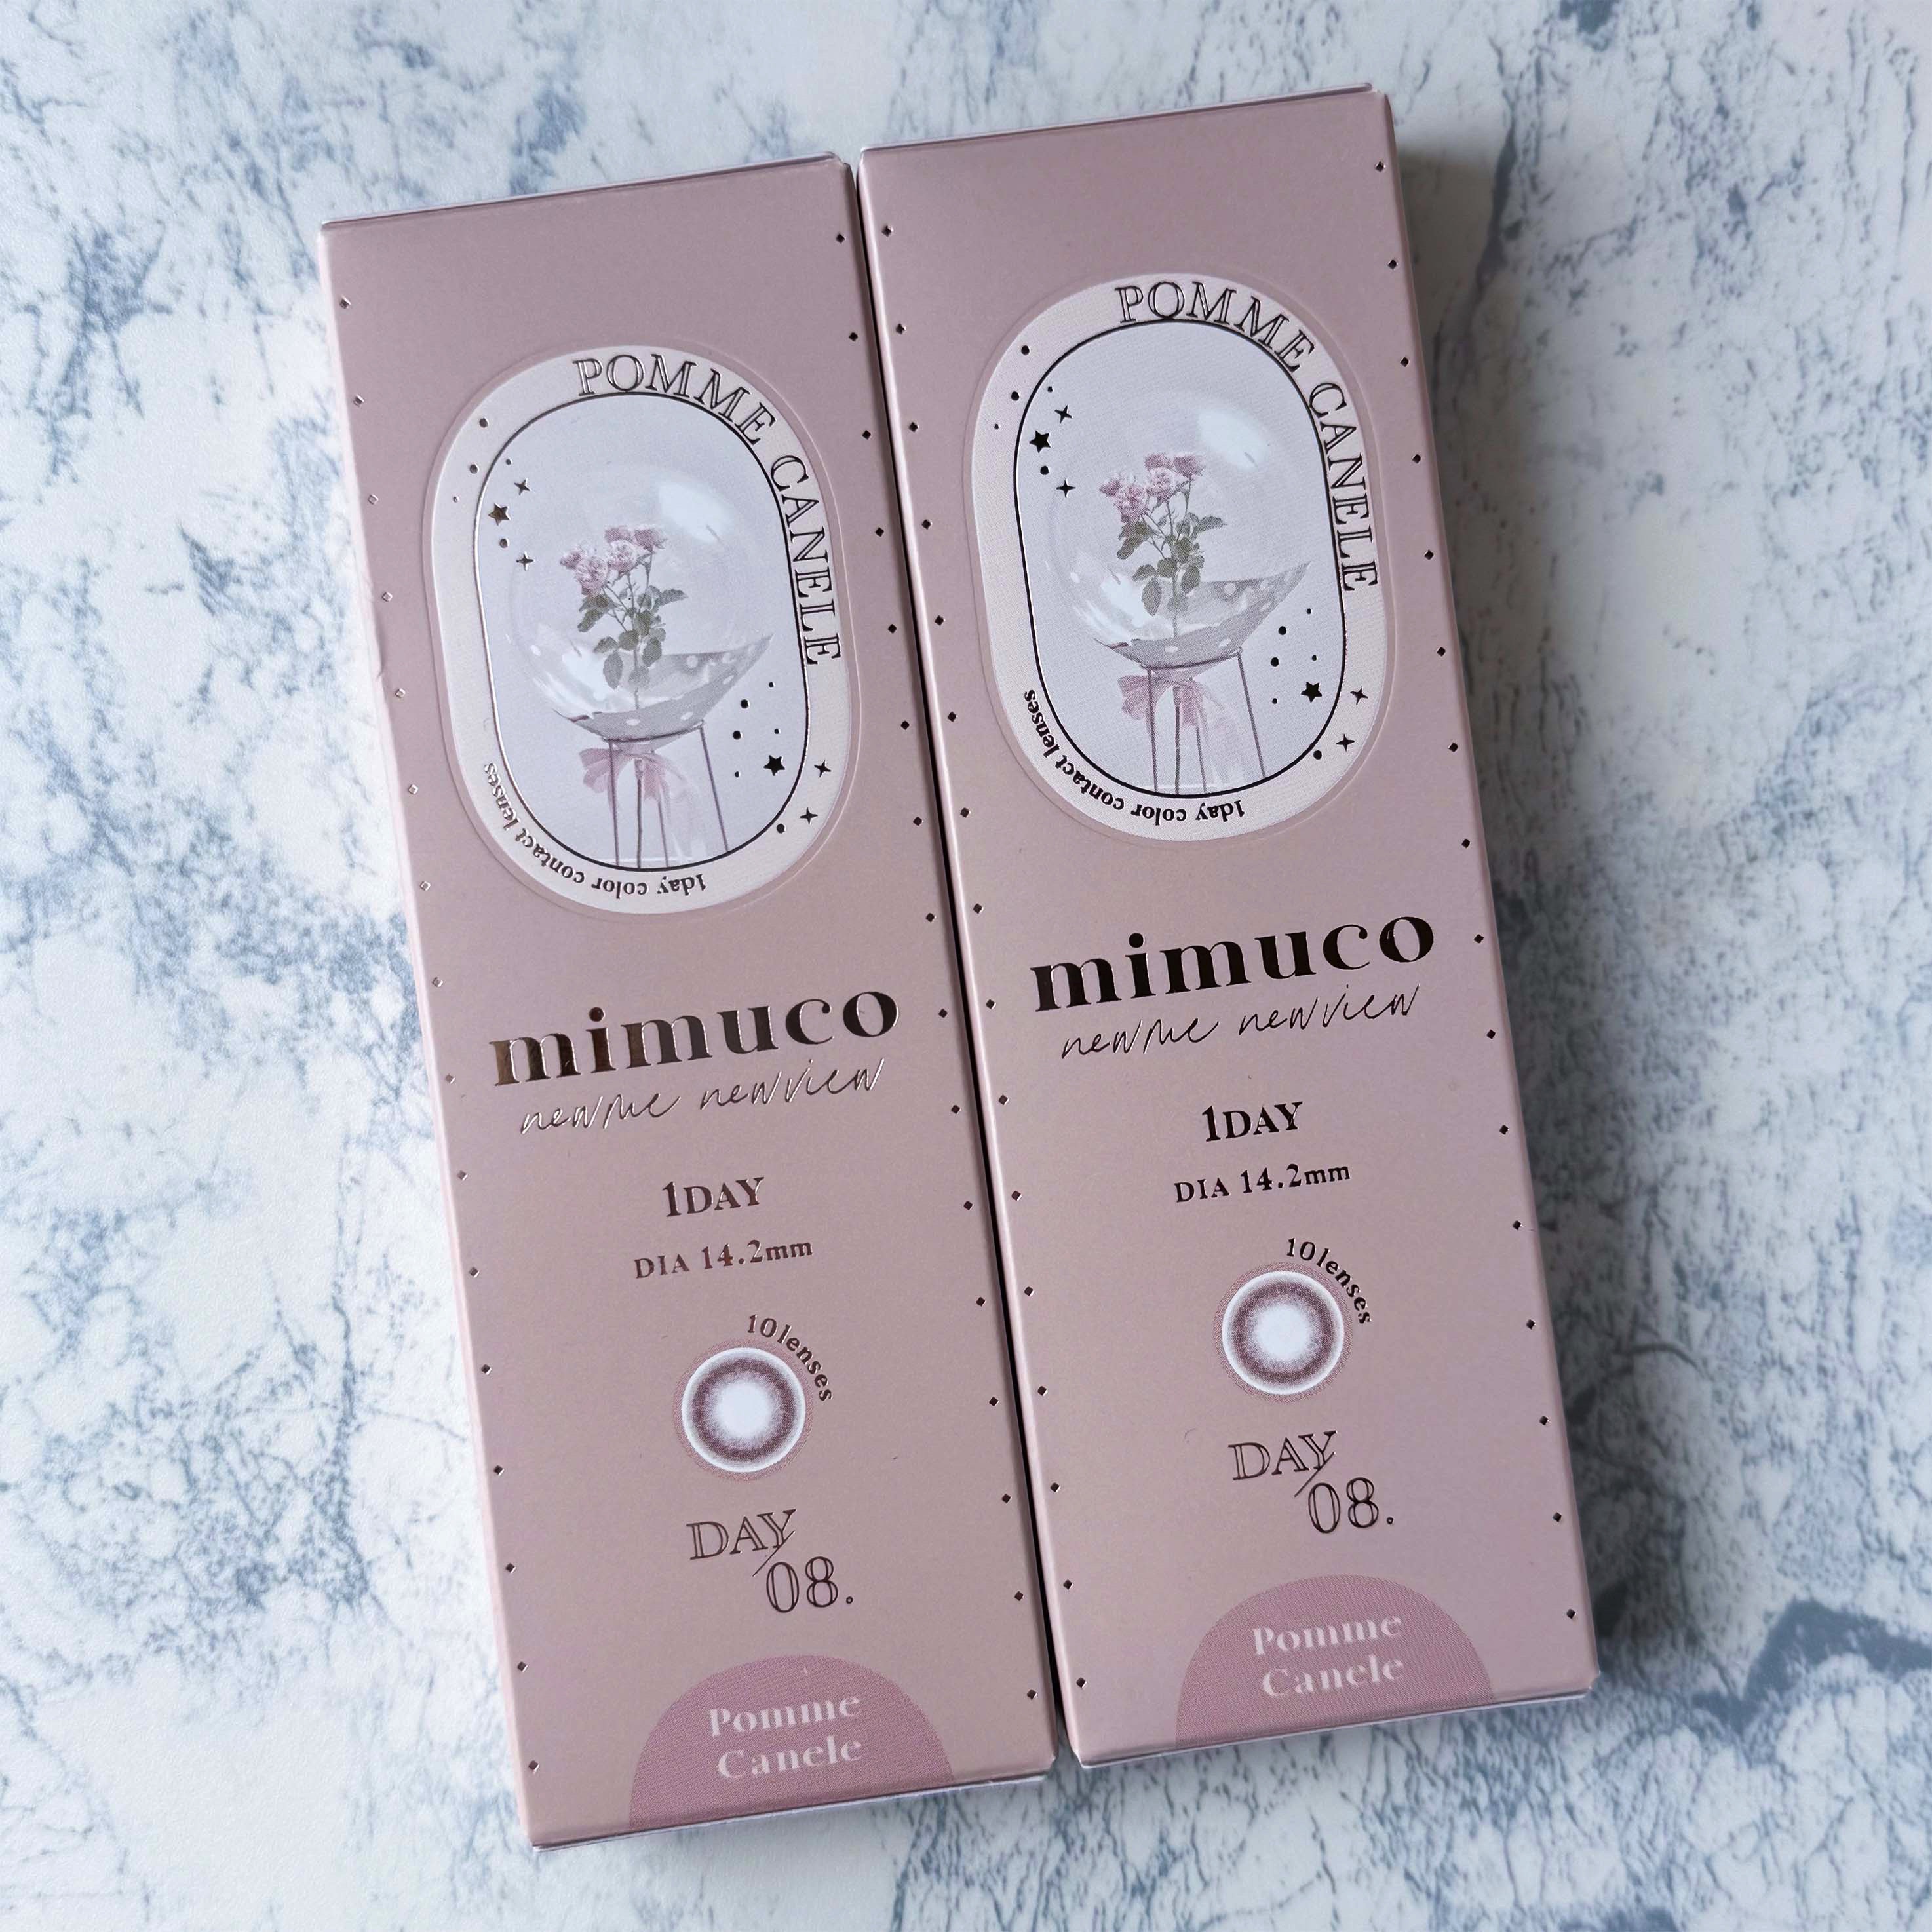 POMME CANELE
1day color contact lenses
mimuco
newme newview
1DAY
DIA 14.2mm
10lenses
DAY
08.
Pomme
Canele
POMME CANELE
1day color contact lenses
mimuco
newme newview
1DAY
DIA 14.2mm
10lenses
DAY
08.
Pomme
Canele